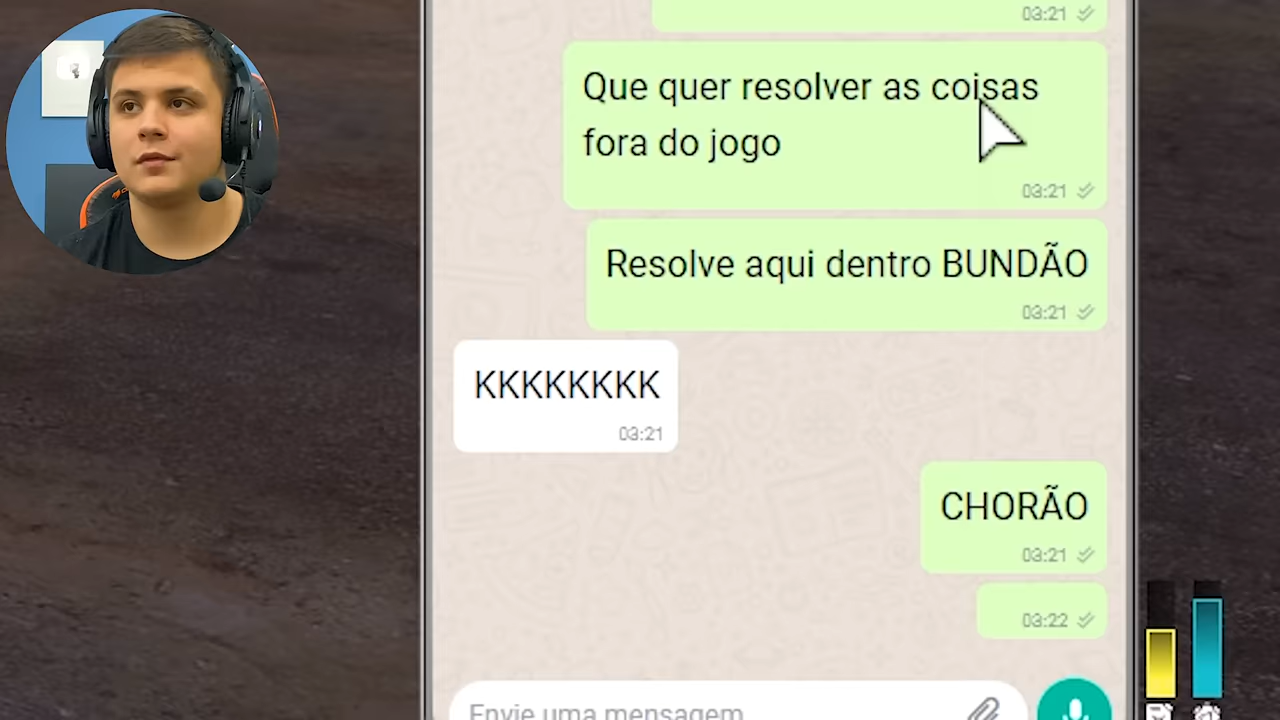 03:21
Que quer resolver as coisas
fora do jogo
03:21
Resolve aqui dentro BUNDÃO
03:21
KKKKKKKK
03:21
CHORÃO
03:21
03:22
Envie uma mensagem